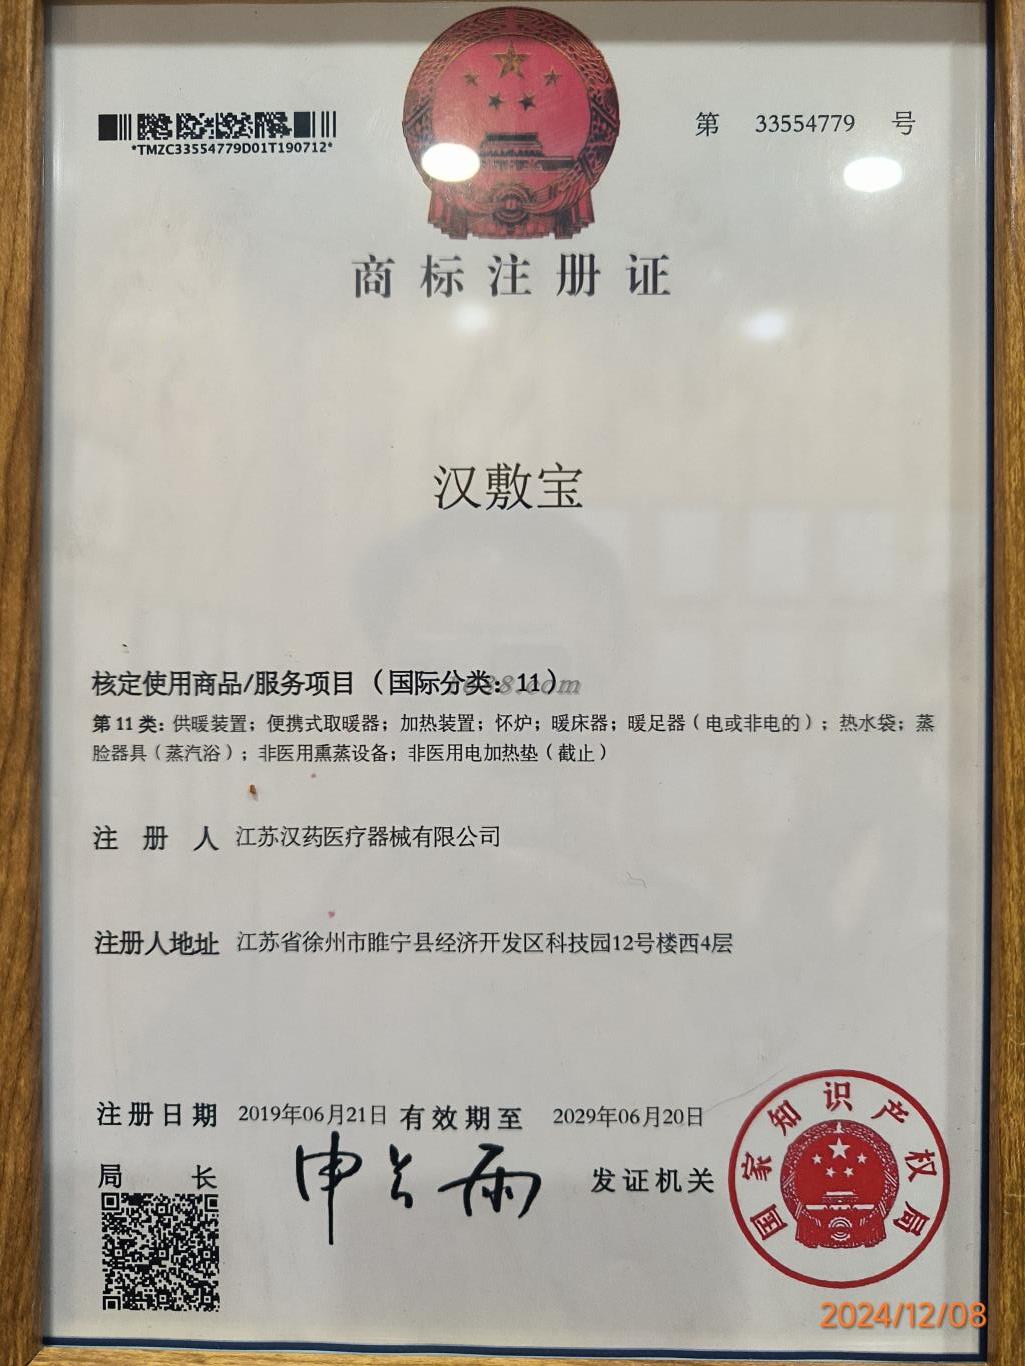 *TMZC33554779D01T190712*
第 33554779 号
商标注册证
汉敷宝
核定使用商品/服务项目（国际分类：11）
1688.com
第 11 类：供暖装置；便携式取暖器；加热装置；怀炉；暖床器；暖足器（电或非电的）；热水袋；蒸
脸器具（蒸汽浴）；非医用熏蒸设备；非医用电加热垫（截止）
注册人 江苏汉药医疗器械有限公司
注册人地址 江苏省徐州市睢宁县经济开发区科技园12号楼西4层
注册日期 2019年06月21日 有效期至 2029年06月20日
局长 申长雨 发证机关
国家知识产权局
2024/12/08